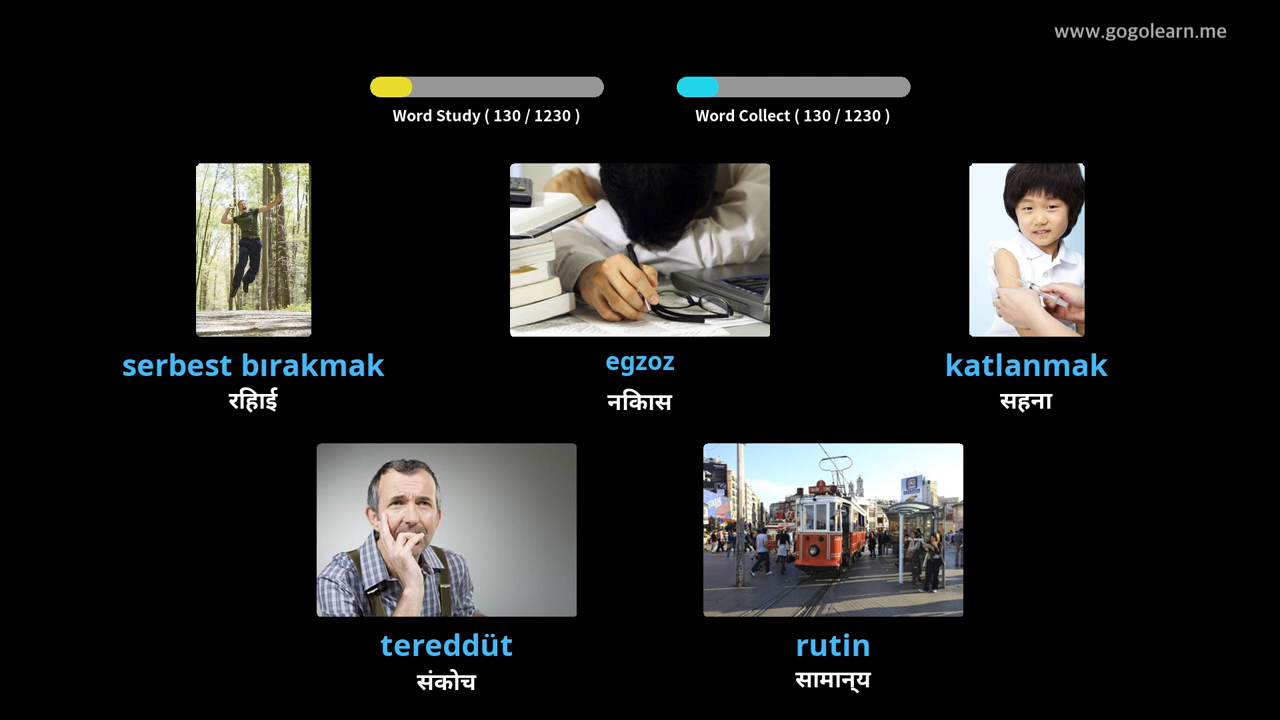 www.gogolearn.me
Word Study ( 130 / 1230 )
Word Collect ( 130 / 1230 )
serbest bırakmak
रिहाई
egzoz
निकास
katlanmak
सहना
tereddüt
संकोच
rutin
सामान्य